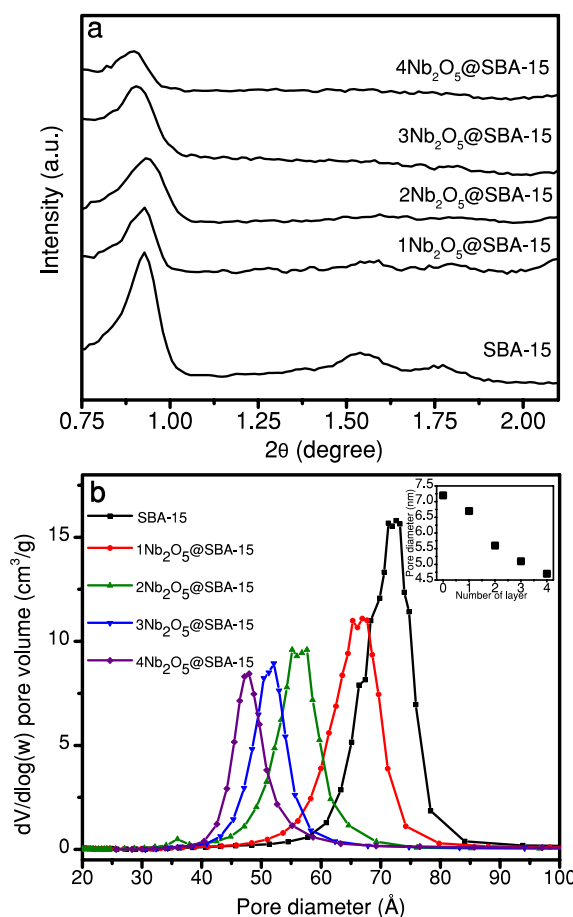 a
4Nb₂O₅@SBA-15
3Nb₂O₅@SBA-15
2Nb₂O₅@SBA-15
1Nb₂O₅@SBA-15
SBA-15
Intensity (a.u.)
0.75 1.00 1.25 1.50 1.75 2.00
2θ (degree)
b
SBA-15
1Nb₂O₅@SBA-15
2Nb₂O₅@SBA-15
3Nb₂O₅@SBA-15
4Nb₂O₅@SBA-15
Pore diameter (nm)
7.5
7.0
6.5
6.0
5.5
5.0
4.5
0 1 2 3 4
Number of layer
dV/dlog(w) pore volume (cm³/g)
15
10
5
0
20 30 40 50 60 70 80 90 100
Pore diameter (Å)